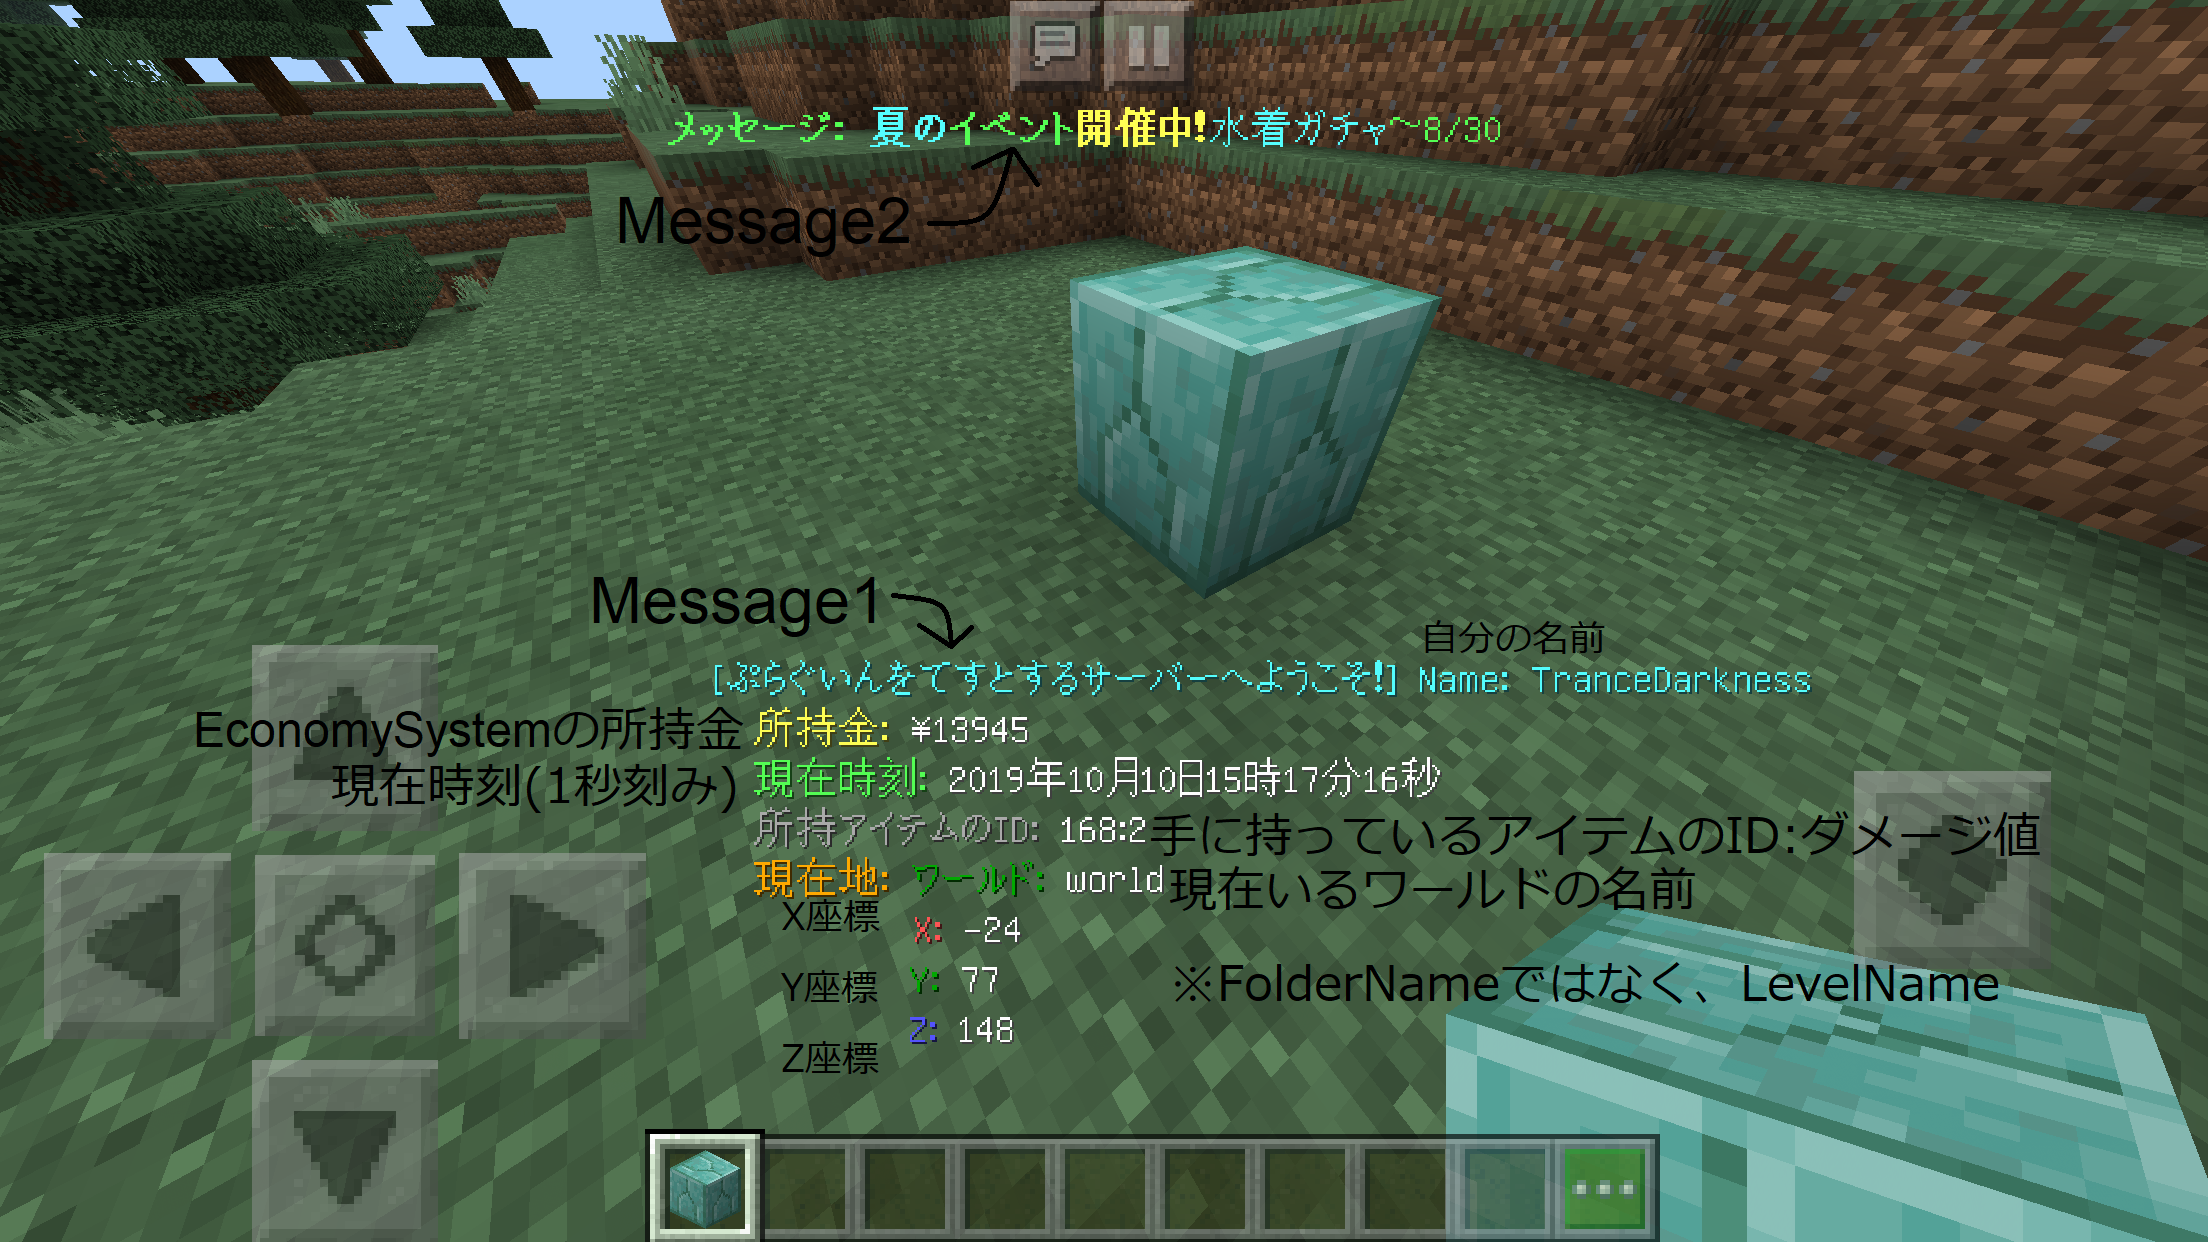 メッセージ: 夏のイベント開催中!水着ガチャ～8/30
Message2
Message1
自分の名前
[ぷらぐいんをてすとするサーバーへようこそ!] Name: TranceDarkness
EconomySystemの所持金 所持金: ¥13945
現在時刻(1秒刻み) 現在時刻: 2019年10月10日15時17分16秒
所持アイテムのID: 168:2 手に持っているアイテムのID:ダメージ値
現在地: ワールド: world 現在いるワールドの名前
X座標 X: -24
Y座標 Y: 77 ※FolderNameではなく、LevelName
Z座標 Z: 148